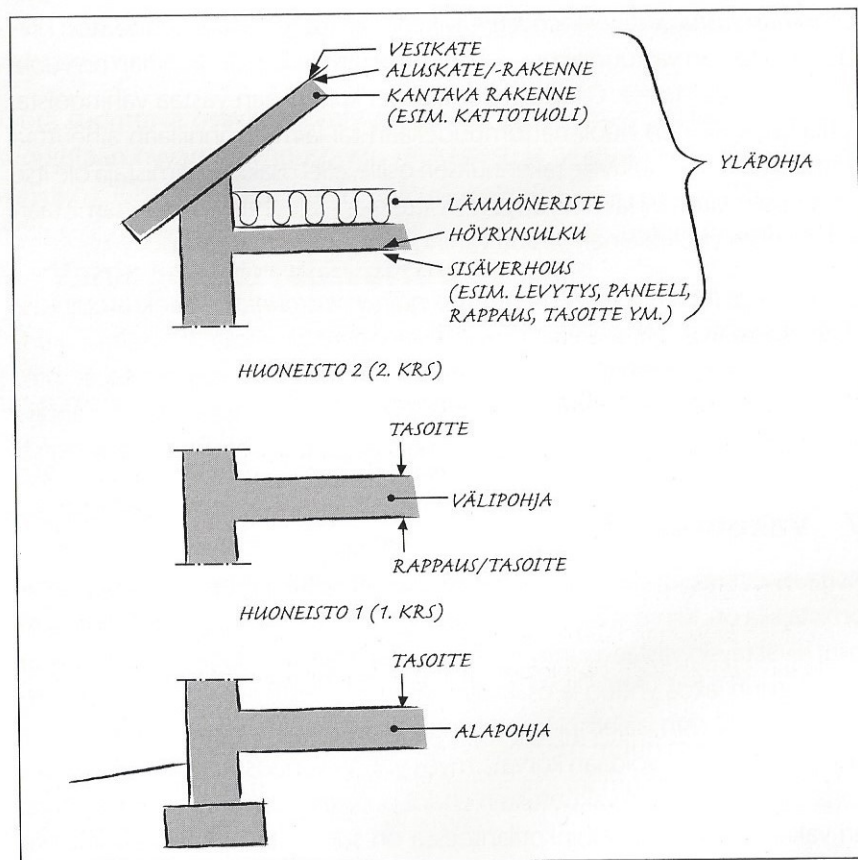 VESIKATE
ALUSKATE/-RAKENNE
KANTAVA RAKENNE
(ESIM. KATTOTUOLI)
YLÄPOHJA
LÄMMÖNERISTE
HÖYRYNSULKU
SISÄVERHOUS
(ESIM. LEVYTYS, PANEELI,
RAPPAUS, TASOITE YM.)
HUONEISTO 2 (2. KRS)
TASOITE
VÄLIPOHJA
RAPPAUS/TASOITE
HUONEISTO 1 (1. KRS)
TASOITE
ALAPOHJA